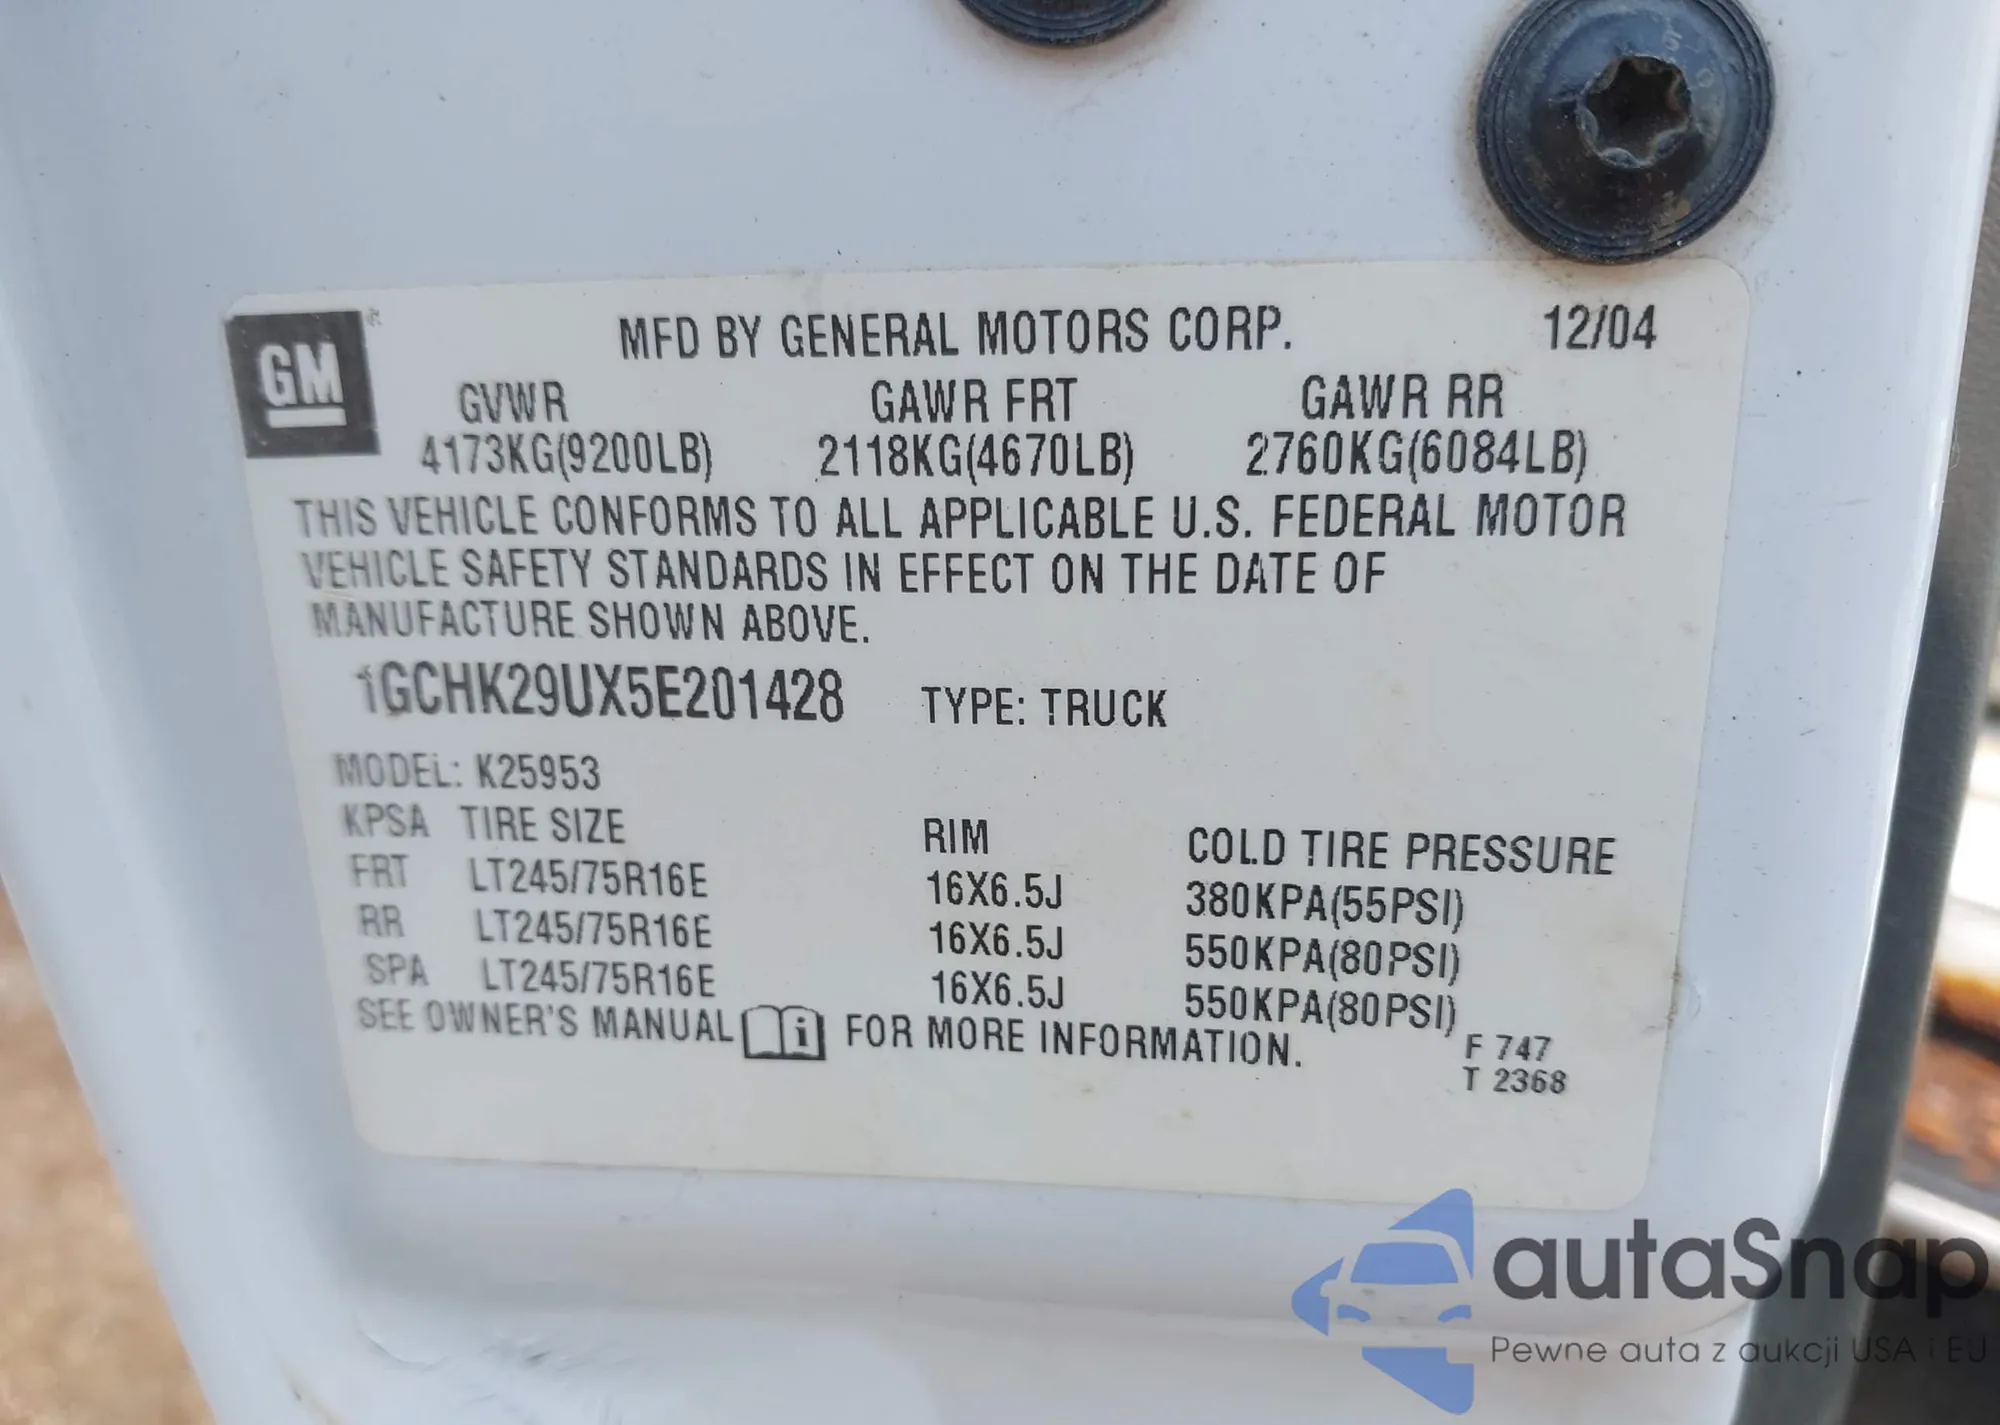 GM
MFD BY GENERAL MOTORS CORP. 12/04
GVWR GAWR FRT GAWR RR
4173KG(9200LB) 2118KG(4670LB) 2760KG(6084LB)
THIS VEHICLE CONFORMS TO ALL APPLICABLE U.S. FEDERAL MOTOR
VEHICLE SAFETY STANDARDS IN EFFECT ON THE DATE OF
MANUFACTURE SHOWN ABOVE.
1GCHK29UX5E201428 TYPE: TRUCK
MODEL: K25953
KPSA TIRE SIZE RIM COLD TIRE PRESSURE
FRT LT245/75R16E 16X6.5J 380KPA(55PSI)
RR LT245/75R16E 16X6.5J 550KPA(80PSI)
SPA LT245/75R16E 16X6.5J 550KPA(80PSI)
SEE OWNER'S MANUAL i FOR MORE INFORMATION.
F 747
T 2368
autaSnap
Pewne auta z aukcji USA i EU